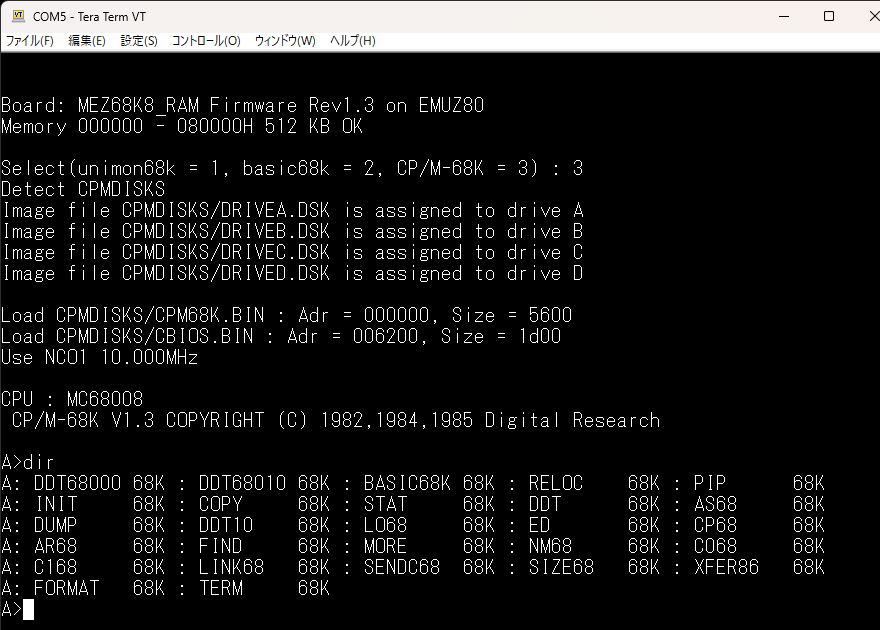 COM5 - Tera Term VT
ファイル(F) 編集(E) 設定(S) コントロール(O) ウィンドウ(W) ヘルプ(H)
Board: MEZ68K8_RAM Firmware Rev1.3 on EMUZ80
Memory 000000 - 080000H 512 KB OK
Select(unimon68k = 1, basic68k = 2, CP/M-68K = 3) : 3
Detect CPMDISKS
Image file CPMDISKS/DRIVEA.DSK is assigned to drive A
Image file CPMDISKS/DRIVEB.DSK is assigned to drive B
Image file CPMDISKS/DRIVEC.DSK is assigned to drive C
Image file CPMDISKS/DRIVED.DSK is assigned to drive D
Load CPMDISKS/CPM68K.BIN : Adr = 000000, Size = 5600
Load CPMDISKS/CBIOS.BIN : Adr = 006200, Size = 1d00
Use NCO1 10.000MHz
CPU : MC68008
CP/M-68K V1.3 COPYRIGHT (C) 1982,1984,1985 Digital Research
A>dir
A: DDT68000 68K : DDT68010 68K : BASIC68K 68K : RELOC    68K : PIP      68K
A: INIT     68K : COPY     68K : STAT     68K : DDT      68K : AS68     68K
A: DUMP     68K : DDT10    68K : LO68     68K : ED       68K : CP68     68K
A: AR68     68K : FIND     68K : MORE     68K : NM68     68K : CO68     68K
A: C168     68K : LINK68   68K : SENDC68  68K : SIZE68   68K : XFER86   68K
A: FORMAT   68K : TERM     68K
A>